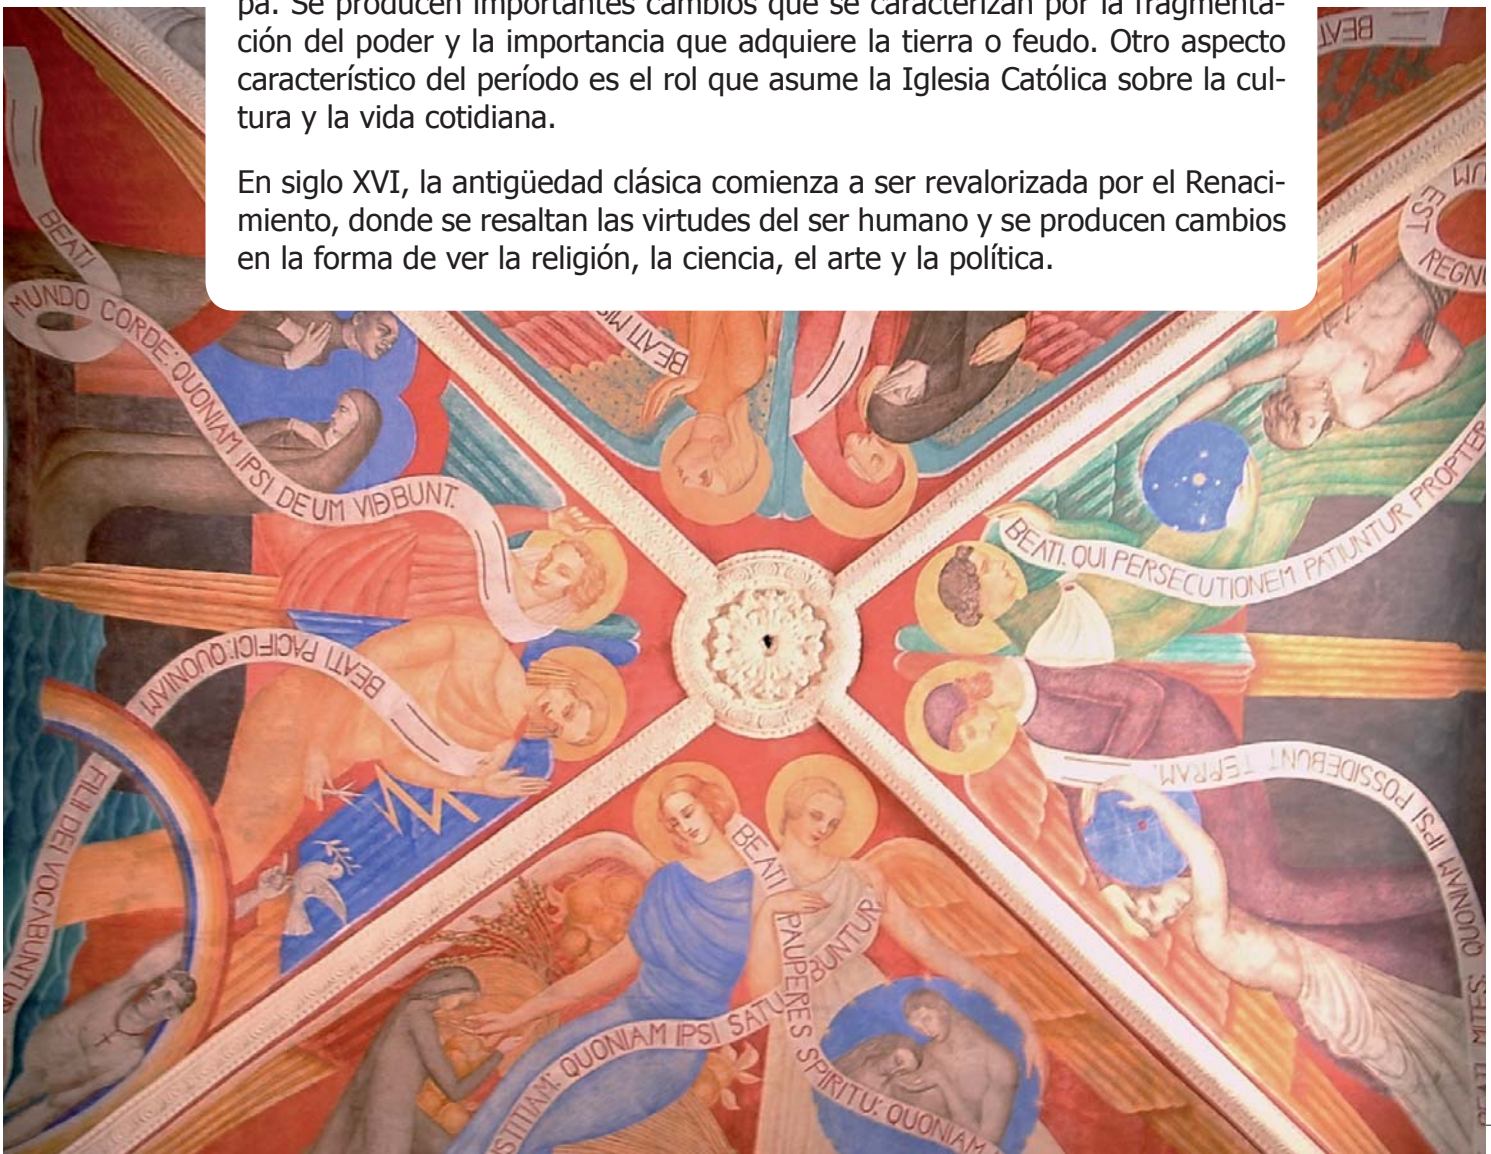 pa. Se producen importantes cambios que se caracterizan por la fragmenta-
ción del poder y la importancia que adquiere la tierra o feudo. Otro aspecto
característico del período es el rol que asume la Iglesia Católica sobre la cul-
tura y la vida cotidiana.
En siglo XVI, la antigüedad clásica comienza a ser revalorizada por el Renaci-
miento, donde se resaltan las virtudes del ser humano y se producen cambios
en la forma de ver la religión, la ciencia, el arte y la política.
BEATI
MUNDO CORDE: QUONIAM IPSI DEUM VIDBUNT:
BEATI PACIFICI: QUONIAM
FILII DEI VOCABUNTUR
BEATI
BEAT
EST REGNU
BEATI. QUI PERSECUTIONEM PATIUNTUR PROPTER
BEATI MITES: QUONIAM IPSI POSSIDEBUNT TERRAM.
STITIAM: QUONIAM IPSI SATUABUNTUR
BEATI PAUPERES SPIRITU: QUONIAM